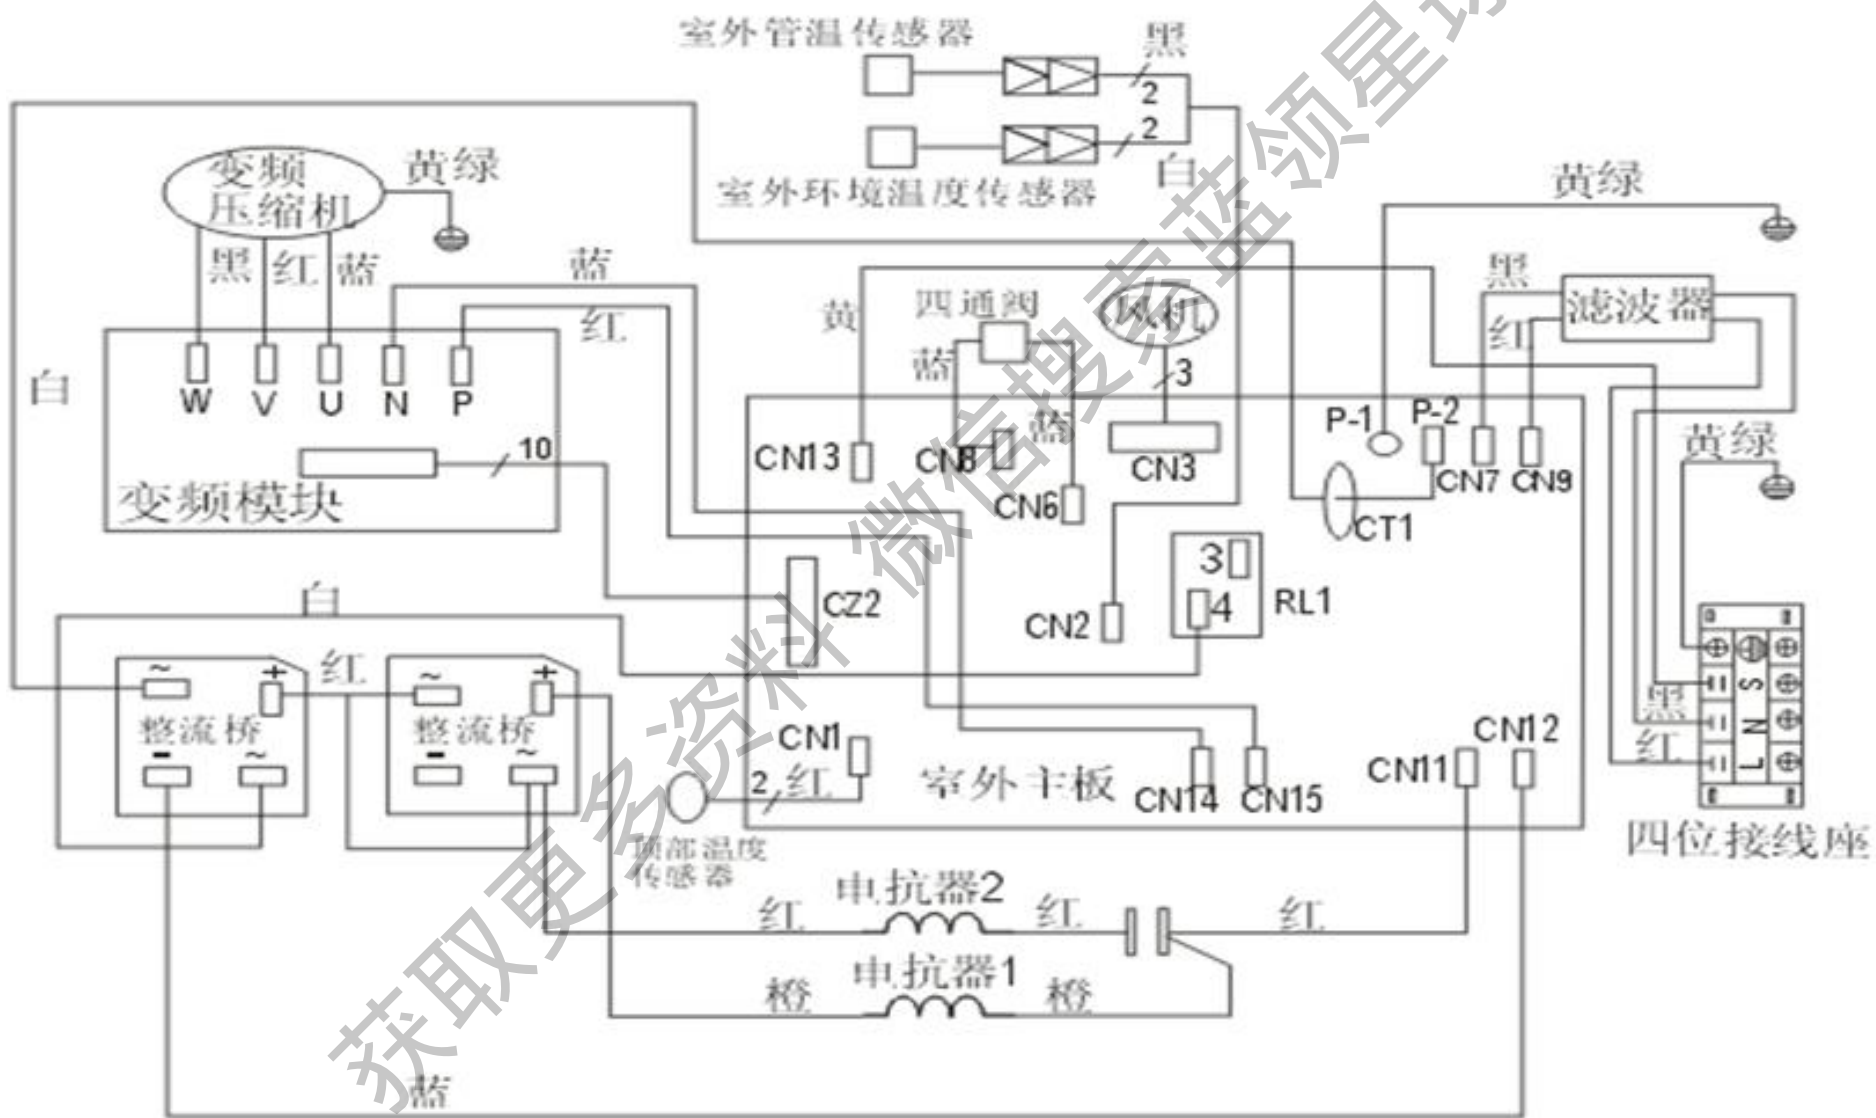 室外管温传感器
黑
2
2
白
室外环境温度传感器
变频
压缩机
黄绿
黄绿
黑 红 蓝
蓝
红
黄
四通阀
蓝
风机
3
黑
红
滤波器
白
W V U N P
10
变频模块
CN13
CN8
蓝
CN6
CN3
P-1
P-2
CN7
CN9
CT1
黄绿
CZ2
CN2
3
4
RL1
白
~
+
红
~
+
整流桥
整流桥
-
~
-
~
CN1
2
红
顶部温度
传感器
室外主板
CN14
CN15
CN11
CN12
黑
红
S
N
L
四位接线座
红
电抗器2
红
红
橙
电抗器1
橙
蓝
获取更多资料 微信搜索蓝领星球